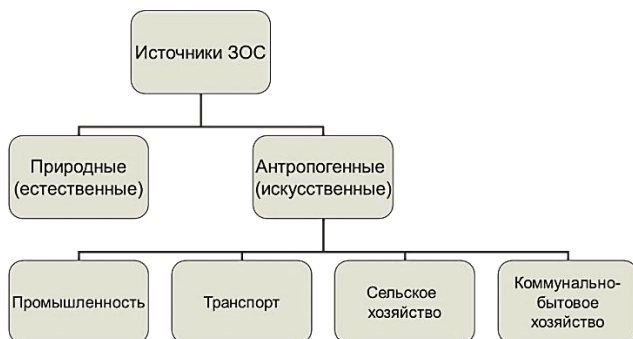 Источники ЗОС
Природные
(естественные)
Антропогенные
(искусственные)
Промышленность
Транспорт
Сельское
хозяйство
Коммунально-
бытовое
хозяйство